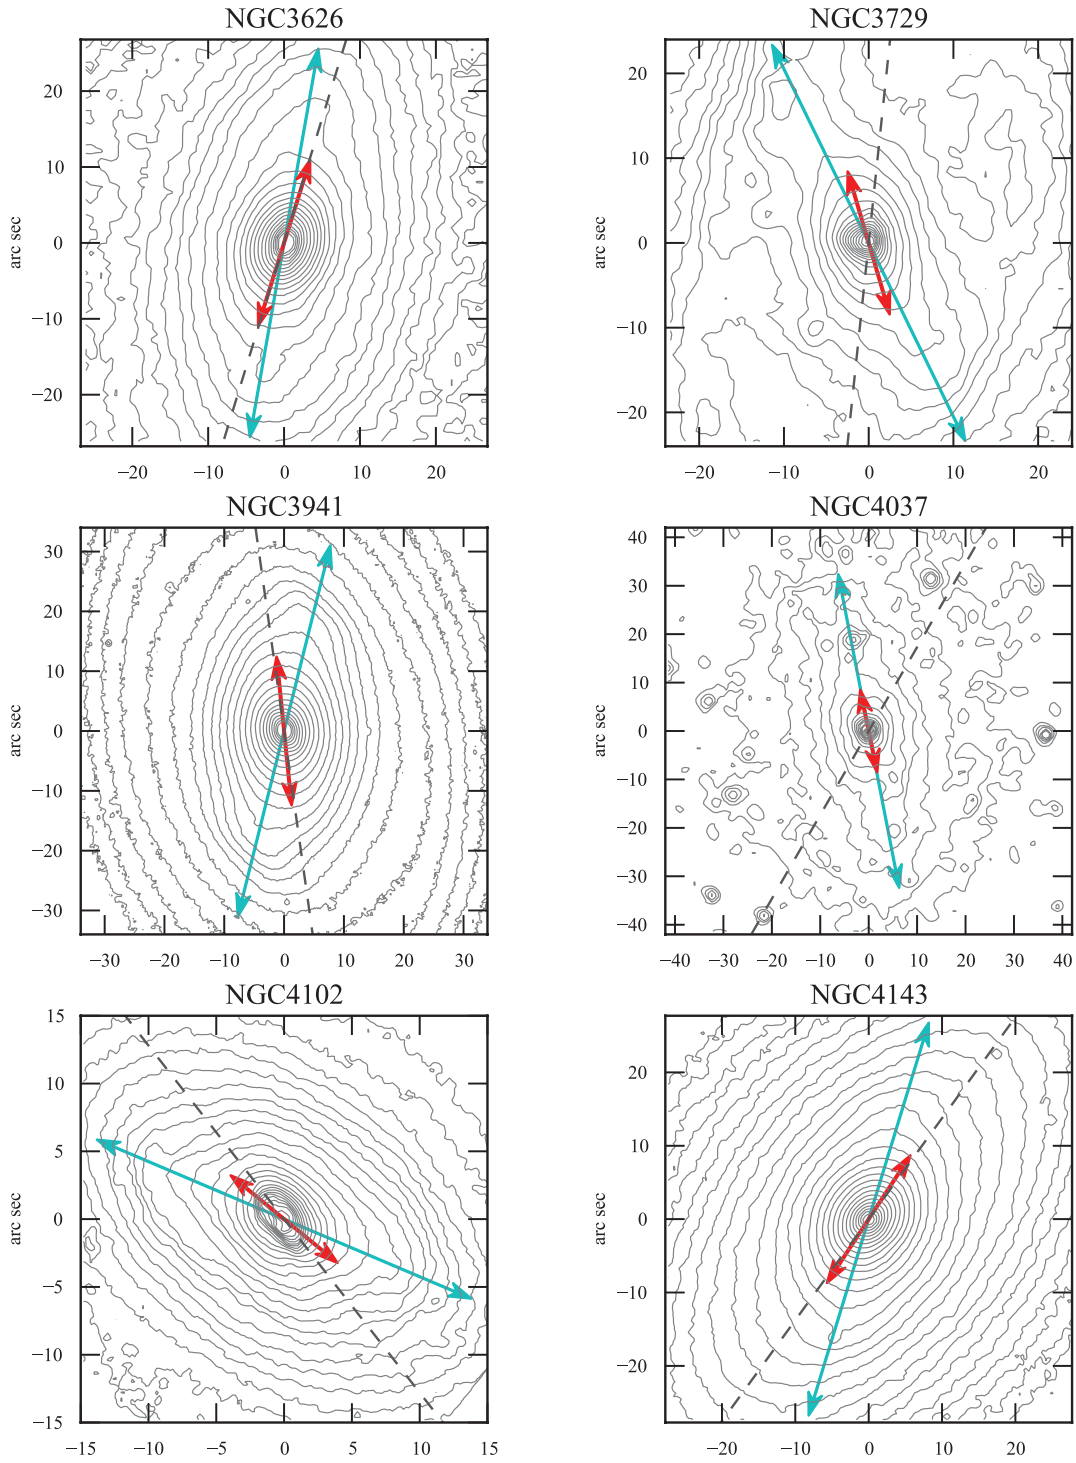 NGC3626 NGC3729
20 20
10 10
arc sec 0 arc sec 0
−10 −10
−20 −20
−20 −10 0 10 20 −20 −10 0 10 20
NGC3941 NGC4037
30 40
20 30
10 20
arc sec 0 10
−10 arc sec 0
−20 −10
−30 −20
−30
−40
−30 −20 −10 0 10 20 30 −40 −30 −20 −10 0 10 20 30 40
NGC4102 NGC4143
15 20
10 10
5 arc sec 0
arc sec 0 −10
−5 −20
−10
−15
−15 −10 −5 0 5 10 15 −20 −10 0 10 20